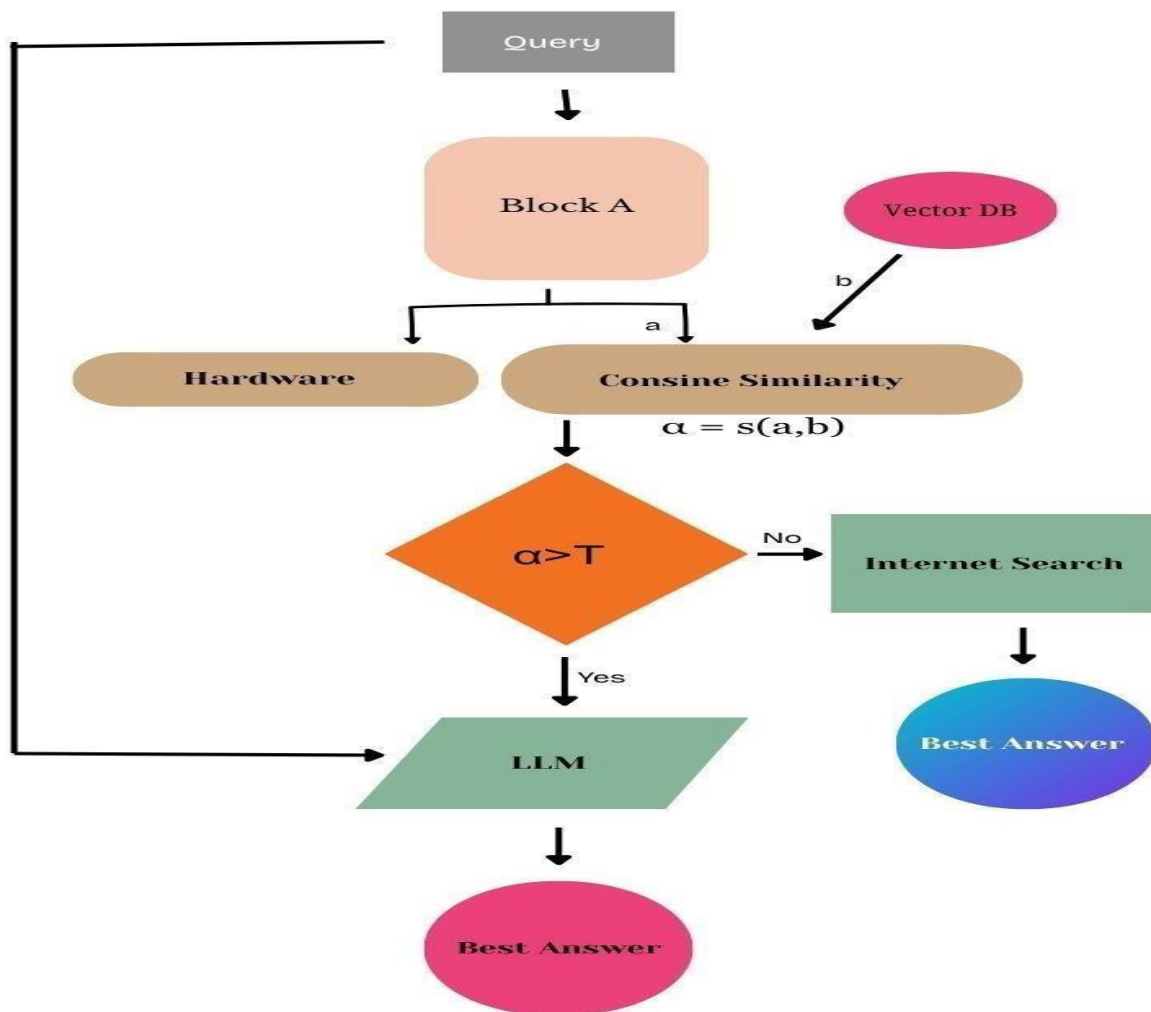 Query
Block A
Vector DB
b
a
Hardware
Consine Similarity
α = s(a,b)
α>T
No
Internet Search
Yes
Best Answer
LLM
Best Answer